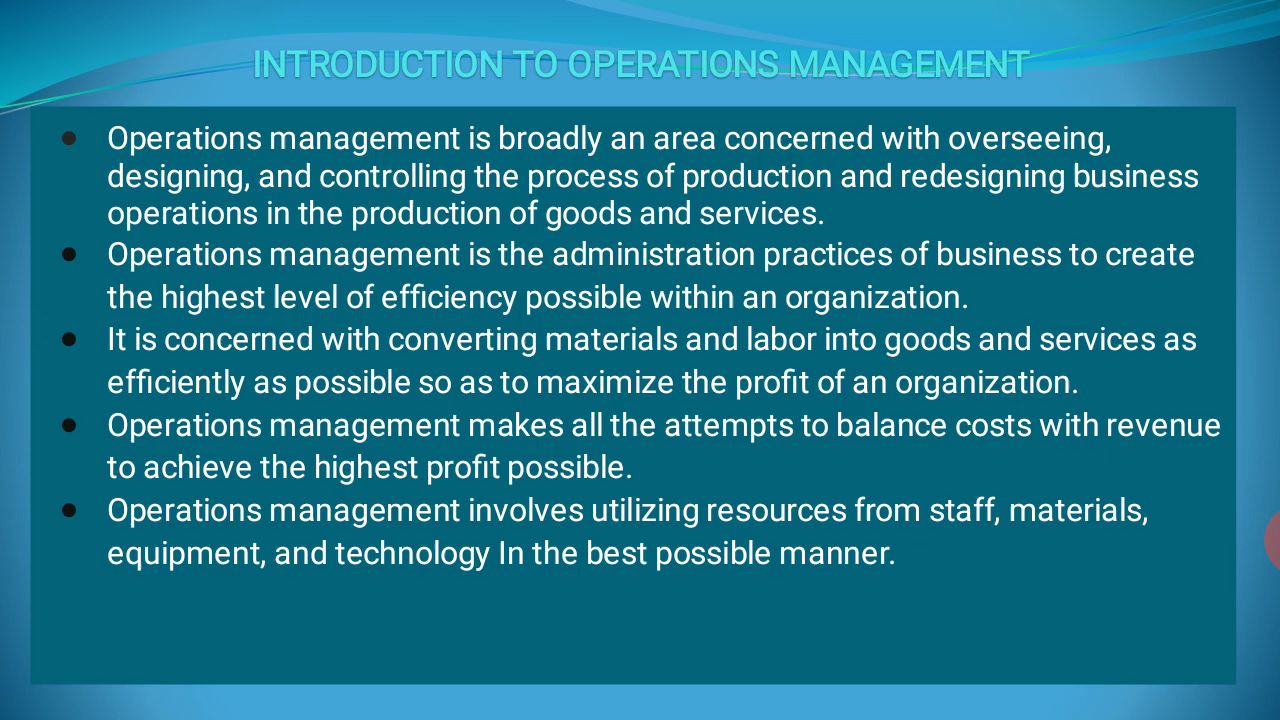 INTRODUCTION TO OPERATIONS MANAGEMENT
Operations management is broadly an area concerned with overseeing,
designing, and controlling the process of production and redesigning business
operations in the production of goods and services.
Operations management is the administration practices of business to create
the highest level of efficiency possible within an organization.
It is concerned with converting materials and labor into goods and services as
efficiently as possible so as to maximize the profit of an organization.
Operations management makes all the attempts to balance costs with revenue
to achieve the highest profit possible.
Operations management involves utilizing resources from staff, materials,
equipment, and technology In the best possible manner.